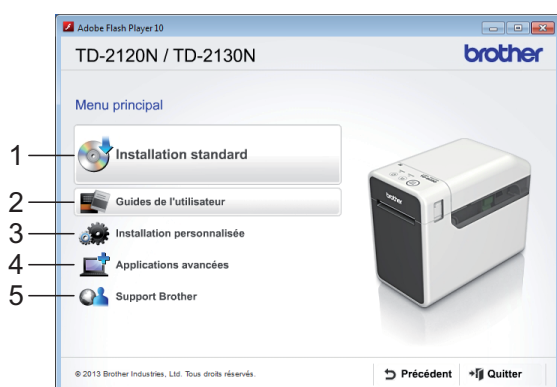 Adobe Flash Player 10
TD-2120N / TD-2130N
brother
Menu principal
1 Installation standard
2 Guides de l'utilisateur
3 Installation personnalisée
4 Applications avancées
5 Support Brother
brother
© 2013 Brother Industries, Ltd. Tous droits réservés.
Précédent
Quitter